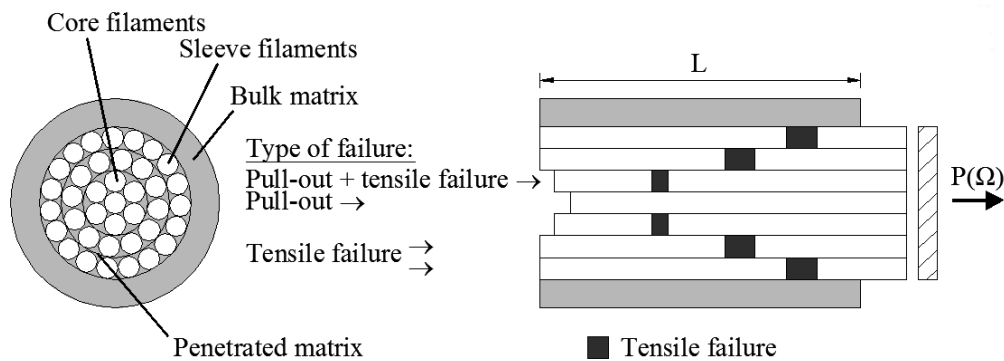 Core filaments
Sleeve filaments
Bulk matrix
Type of failure:
Pull-out + tensile failure →
Pull-out →
Tensile failure →
→
Penetrated matrix
L
P(Ω)
Tensile failure